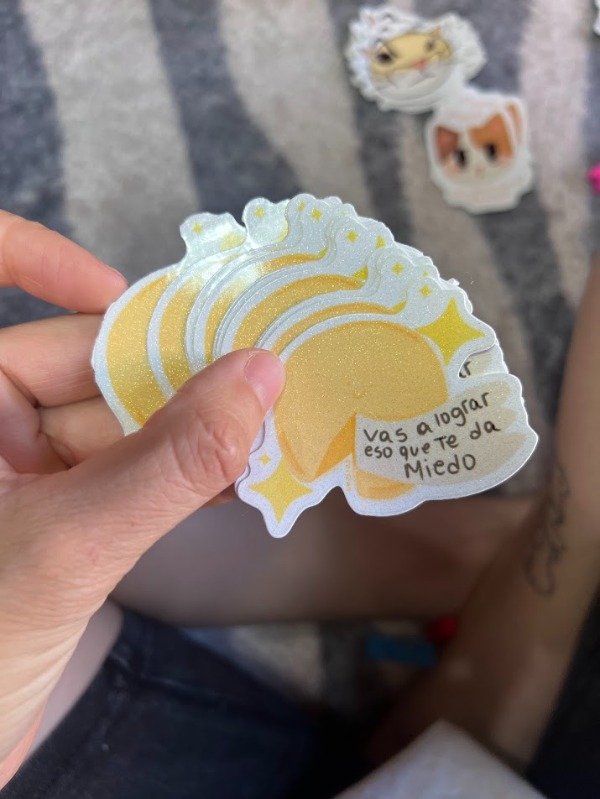 vas a lograr
eso que Te da
Miedo